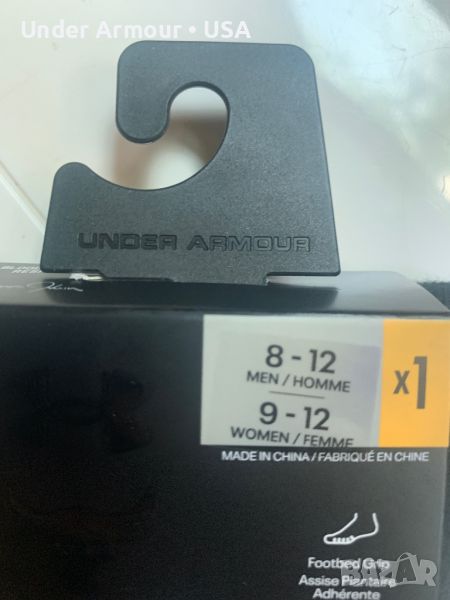 Under Armour • USA
UNDER ARMOUR
8 - 12
MEN / HOMME
x1
9 - 12
WOMEN / FEMME
MADE IN CHINA / FABRIQUÉ EN CHINE
Footbed Grip
Assise Plantaire
Adhérente
BAZAR